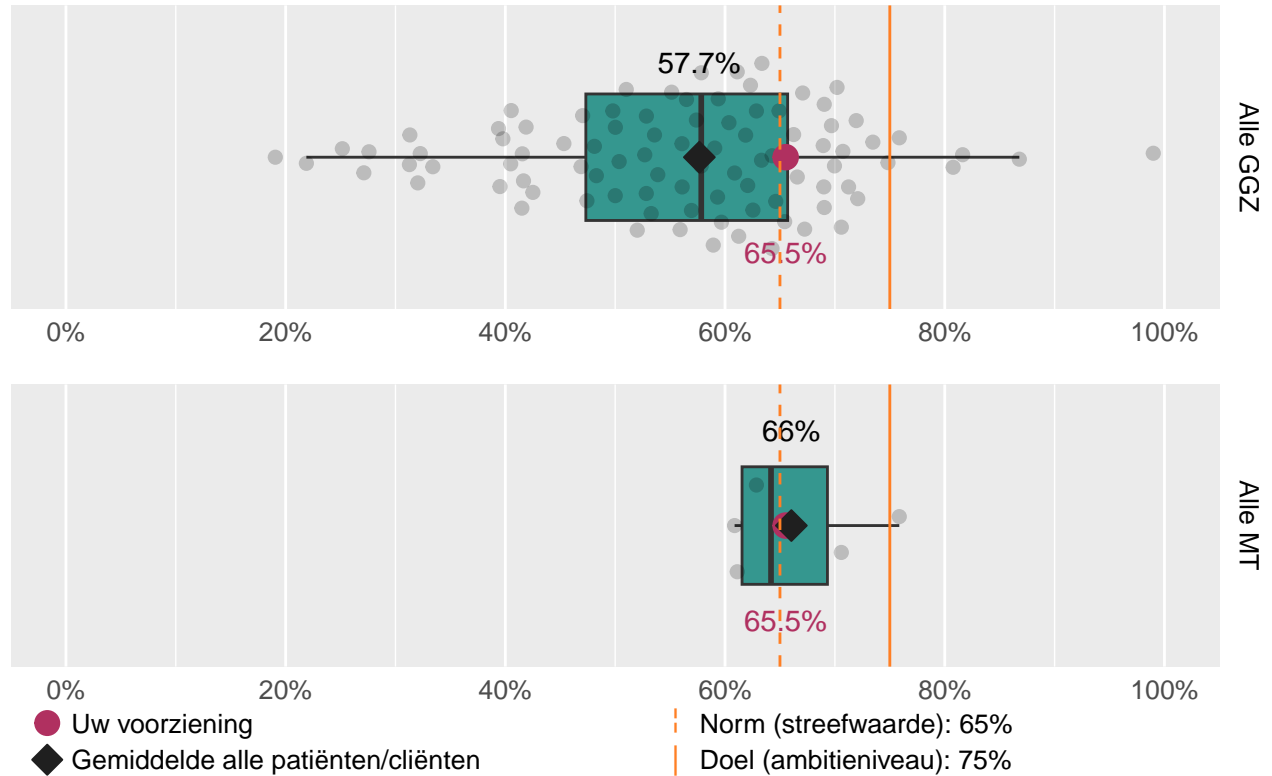 57.7%
65.5%
Alle GGZ
0% 20% 40% 60% 80% 100%
66%
65.5%
Alle MT
0% 20% 40% 60% 80% 100%
Uw voorziening
Gemiddelde alle patiënten/cliënten
Norm (streefwaarde): 65%
Doel (ambitieniveau): 75%